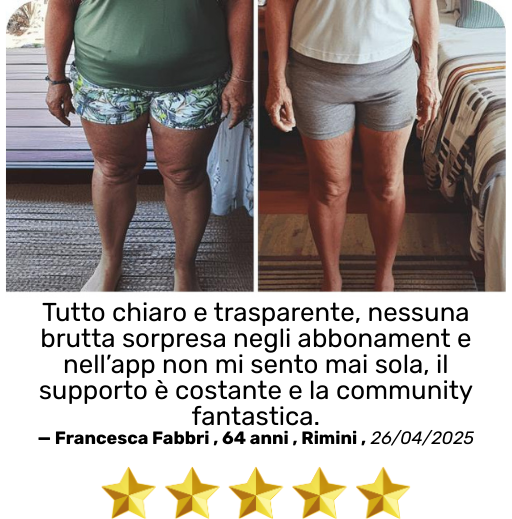 Tutto chiaro e trasparente, nessuna
brutta sorpresa negli abbonament e
nell'app non mi sento mai sola, il
supporto è costante e la community
fantastica.
— Francesca Fabbri , 64 anni , Rimini , 26/04/2025